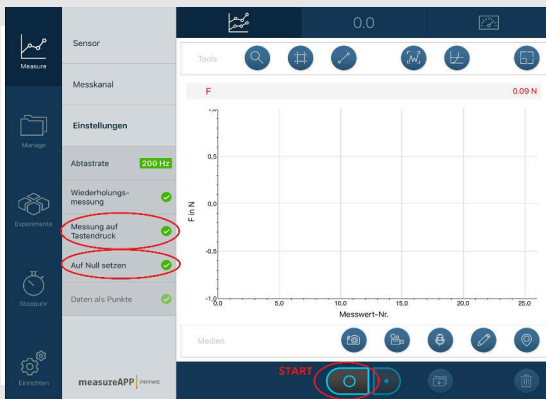 Measure
Manage
Experimente
Stoppuhr
Einrichten
Sensor
Messkanal
Einstellungen
Abtastrate 200 Hz
Wiederholungs-
messung
Messung auf
Tastendruck
Auf Null setzen
Daten als Punkte
measureAPP PHYWE
0.0
Tools
F 0.09 N
1,0
0,5
0,0
-0,5
-1,0
F in N
0,0 5,0 10,0 15,0 20,0 25,0
Messwert-Nr.
Medien
START